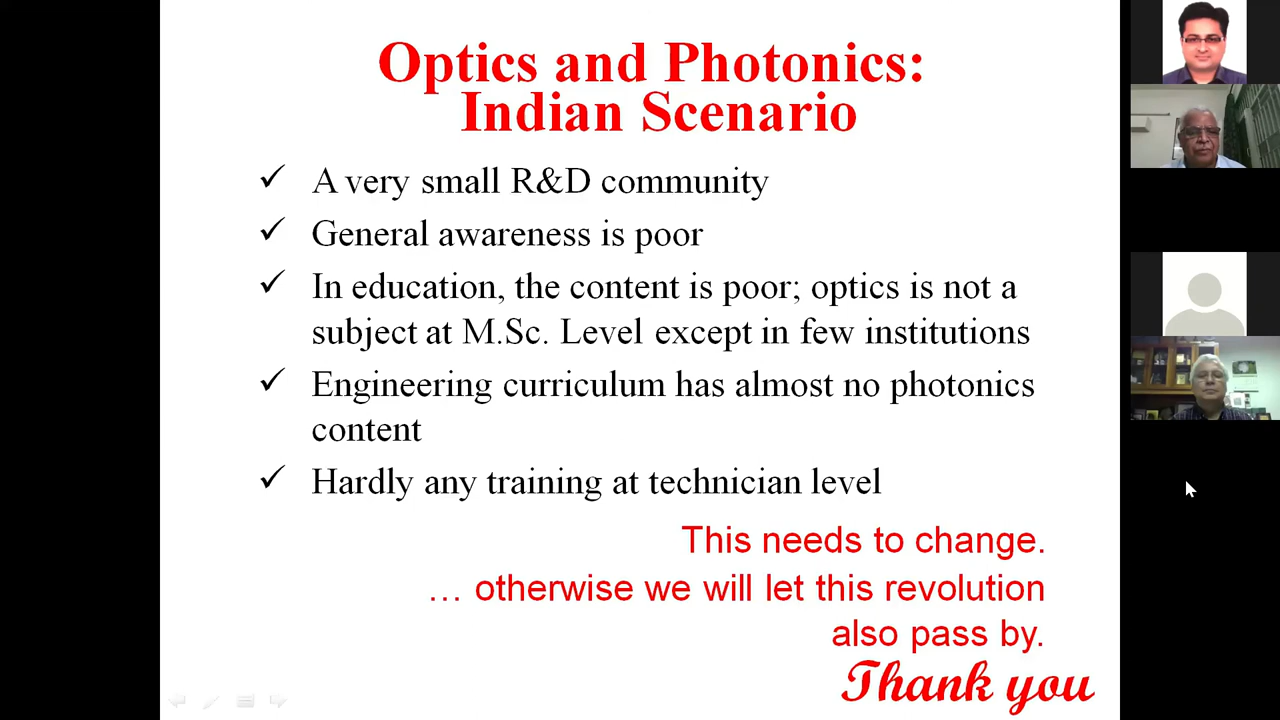 Optics and Photonics:
Indian Scenario
A very small R&D community
General awareness is poor
In education, the content is poor; optics is not a
subject at M.Sc. Level except in few institutions
Engineering curriculum has almost no photonics
content
Hardly any training at technician level
This needs to change.
… otherwise we will let this revolution
also pass by.
Thank you